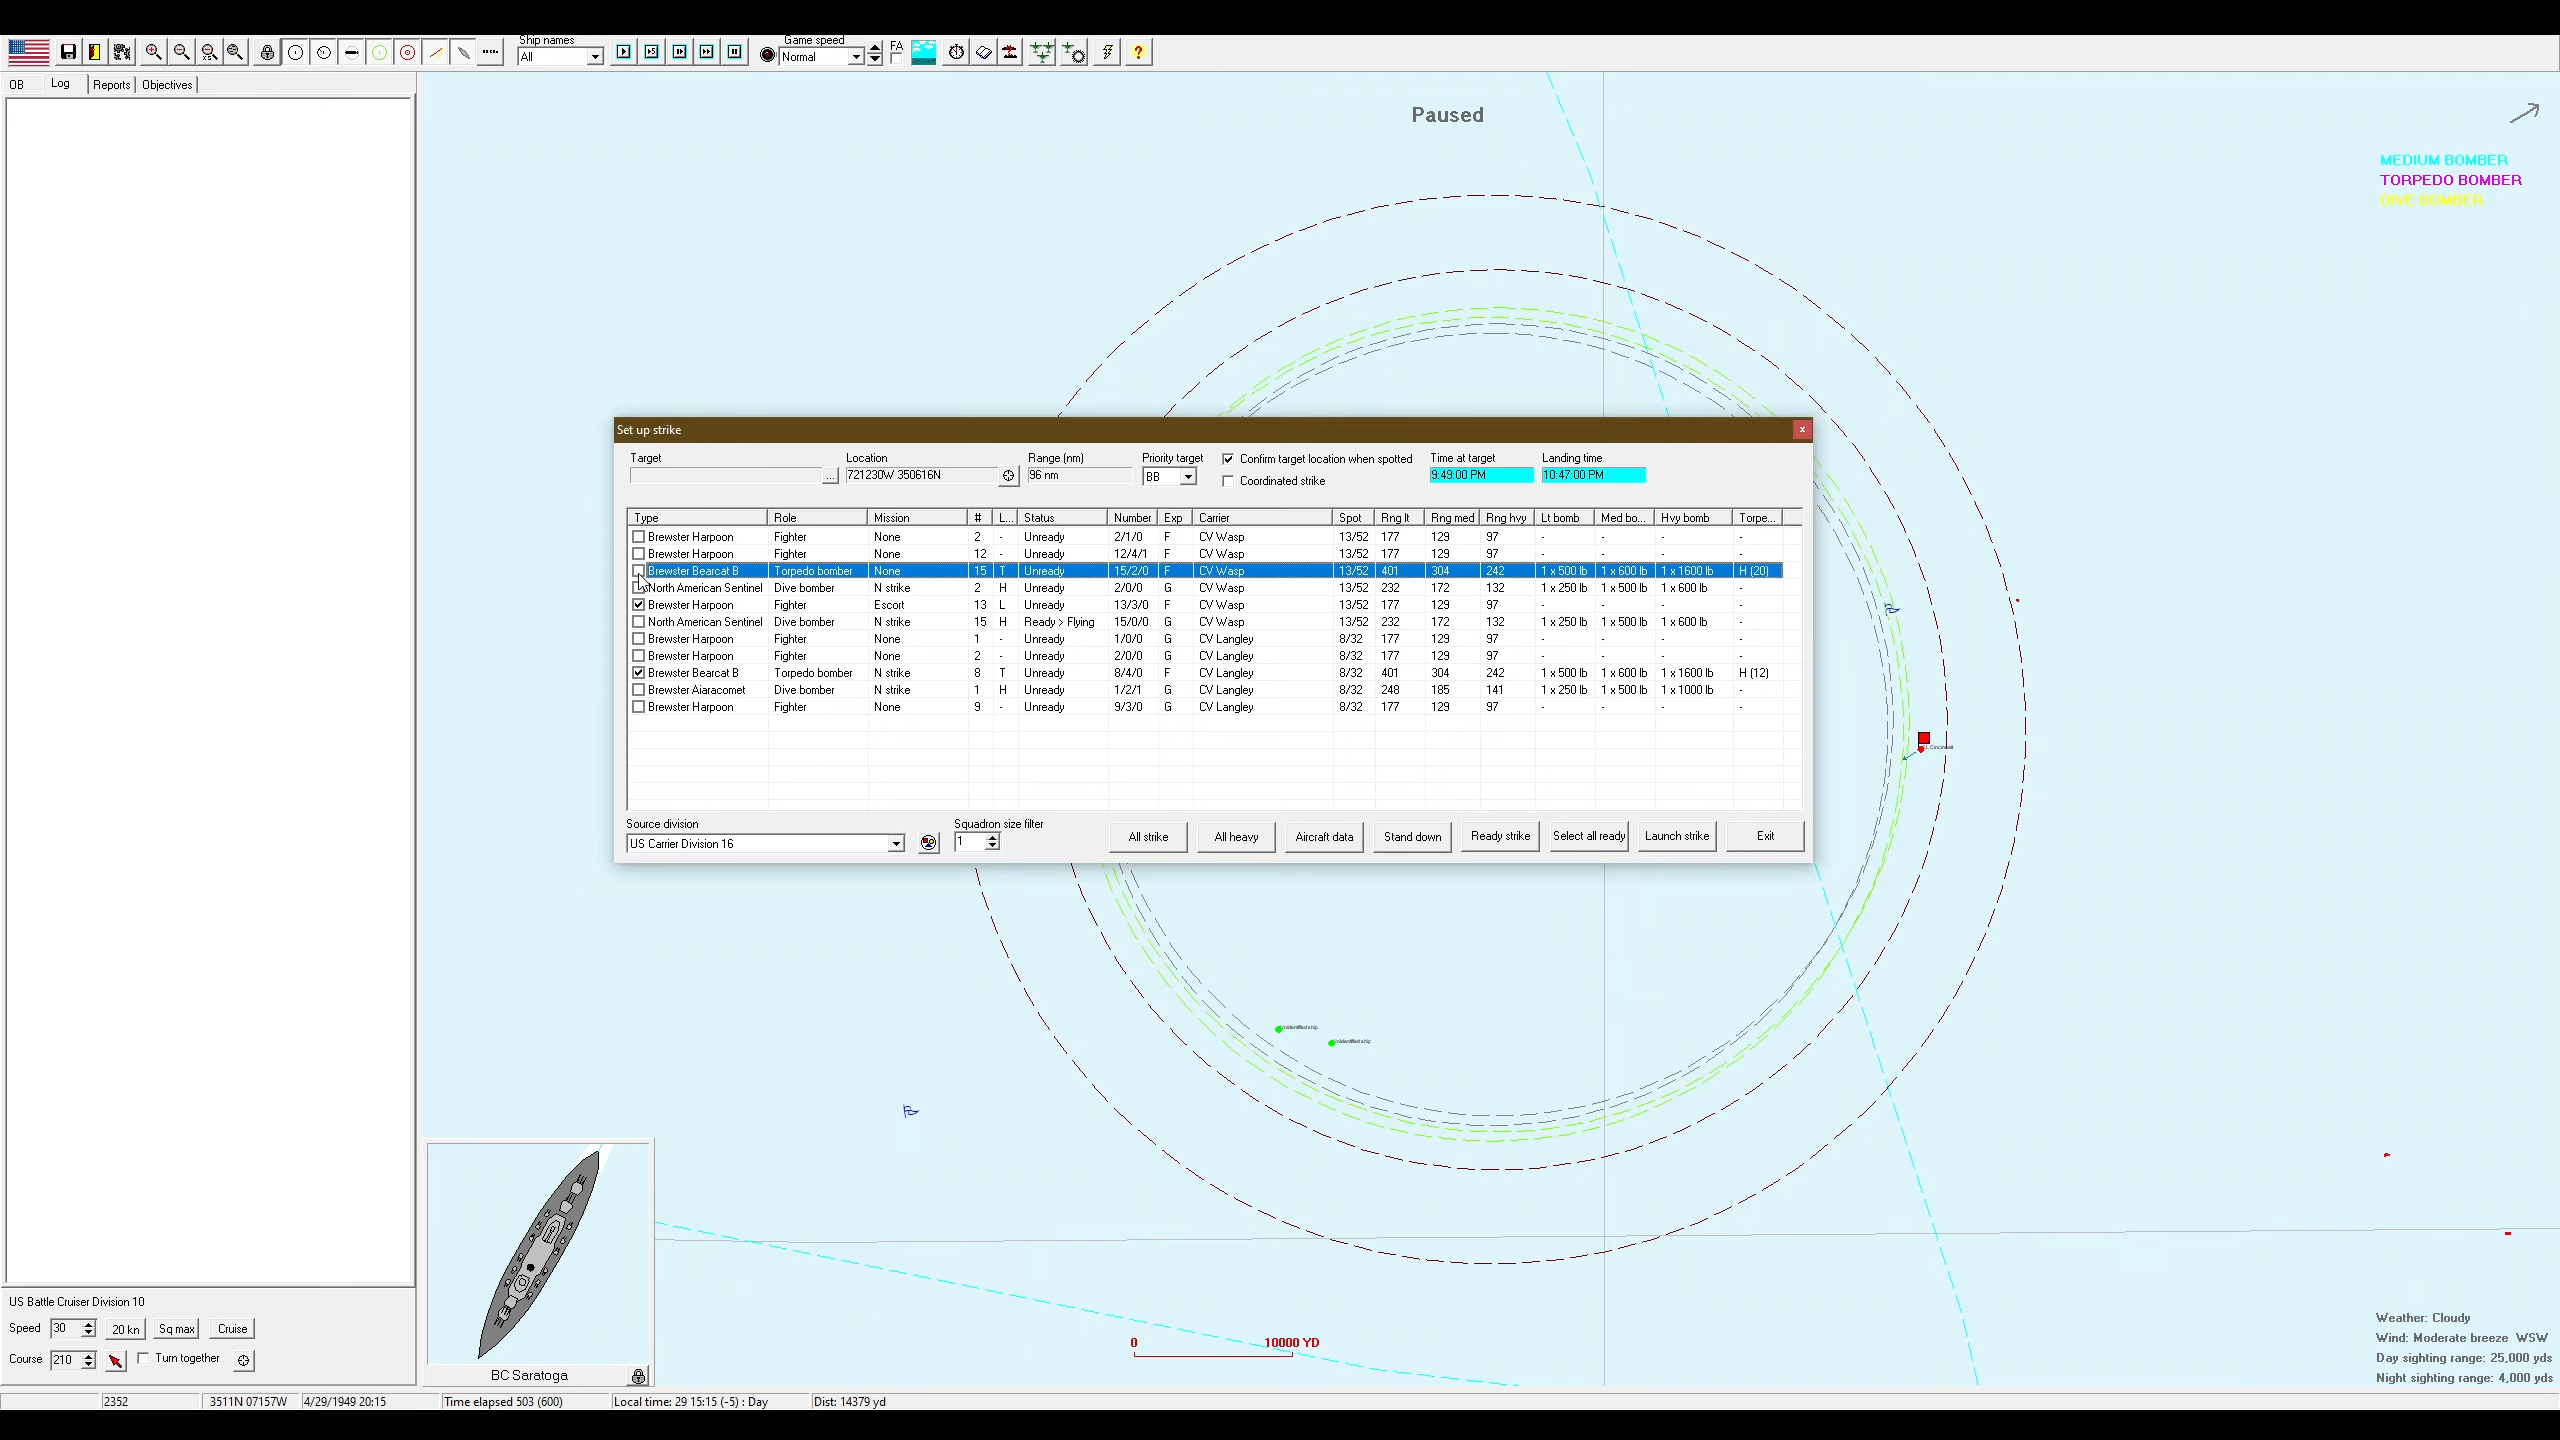 Ship names
Game speed
All
Normal
FA
OB Log Reports Objectives
Paused
MEDIUM BOMBER
TORPEDO BOMBER
DIVE BOMBER
Set up strike
Target Location Range (nm) Priority target Confirm target location when spotted Time at target Landing time
... 721230W 350616N 96 nm BB Coordinated strike 9:49:00 PM 10:47:00 PM
Type Role Mission # L... Status Number Exp Carrier Spot Rng lt Rng med Rng hvy Lt bomb Med bo... Hvy bomb Torpe...
Brewster Harpoon Fighter None 2 - Unready 2/1/0 F CV Wasp 13/52 177 129 97 - - - -
Brewster Harpoon Fighter None 12 - Unready 12/4/1 F CV Wasp 13/52 177 129 97 - - - -
Brewster Bearcat B Torpedo bomber None 15 T Unready 15/2/0 F CV Wasp 13/52 401 304 242 1 x 500 lb 1 x 600 lb 1 x 1600 lb H (20)
North American Sentinel Dive bomber N strike 2 H Unready 2/0/0 G CV Wasp 13/52 232 172 132 1 x 250 lb 1 x 500 lb 1 x 600 lb -
Brewster Harpoon Fighter Escort 13 L Unready 13/3/0 F CV Wasp 13/52 177 129 97 - - - -
North American Sentinel Dive bomber N strike 15 H Ready > Flying 15/0/0 G CV Wasp 13/52 232 172 132 1 x 250 lb 1 x 500 lb 1 x 600 lb -
Brewster Harpoon Fighter None 1 - Unready 1/0/0 G CV Langley 8/32 177 129 97 - - - -
Brewster Harpoon Fighter None 2 - Unready 2/0/0 G CV Langley 8/32 177 129 97 - - - -
Brewster Bearcat B Torpedo bomber N strike 8 T Unready 8/4/0 F CV Langley 8/32 401 304 242 1 x 500 lb 1 x 600 lb 1 x 1600 lb H (12)
Brewster Aiaracomet Dive bomber N strike 1 H Unready 1/2/1 G CV Langley 8/32 248 185 141 1 x 250 lb 1 x 500 lb 1 x 1000 lb -
Brewster Harpoon Fighter None 9 - Unready 9/3/0 G CV Langley 8/32 177 129 97 - - - -
Source division Squadron size filter
US Carrier Division 16 1 All strike All heavy Aircraft data Stand down Ready strike Select all ready Launch strike Exit
Cincinnati
Unidentified ship
Unidentified ship
0 10000 YD
BC Saratoga
US Battle Cruiser Division 10
Speed 30 20 kn Sq max Cruise
Course 210 Turn together
Weather: Cloudy
Wind: Moderate breeze WSW
Day sighting range: 25,000 yds
Night sighting range: 4,000 yds
2352 3511N 07157W 4/29/1949 20:15 Time elapsed 503 (600) Local time: 29 15:15 (-5) : Day Dist: 14379 yd